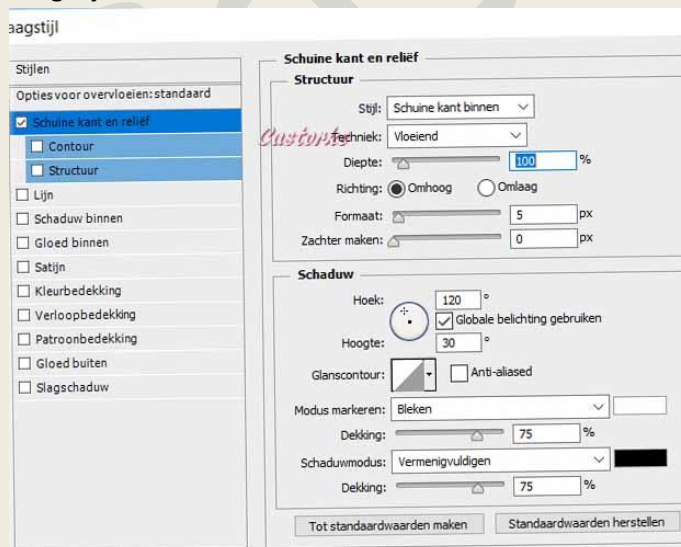 aagstijl
Stijlen
Opties voor overvloeien: standaard
Schuine kant en reliëf
Contour
Structuur
Lijn
Schaduw binnen
Gloed binnen
Satijn
Kleurbedekking
Verloopbedekking
Patroonbedekking
Gloed buiten
Slagschaduw
Schuine kant en reliëf
Structuur
Stijl: Schuine kant binnen
Techniek: Vloeiend
Diepte: 100 %
Richting: Omhoog Omlaag
Formaat: 5 px
Zachter maken: 0 px
Schaduw
Hoek: 120 °
Globale belichting gebruiken
Hoogte: 30 °
Glanscontour: Anti-aliased
Modus markeren: Bleken
Dekking: 75 %
Schaduwmodus: Vermenigvuldigen
Dekking: 75 %
Tot standaardwaarden maken Standaardwaarden herstellen